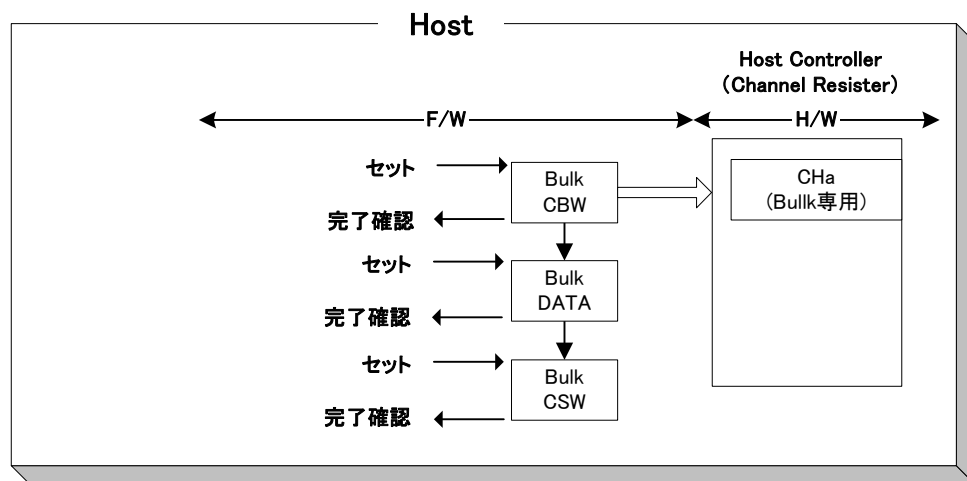 Host
Host Controller
(Channel Resister)
F/W
H/W
セット
Bulk
CBW
CHa
(Bullk専用)
完了確認
セット
Bulk
DATA
完了確認
セット
Bulk
CSW
完了確認